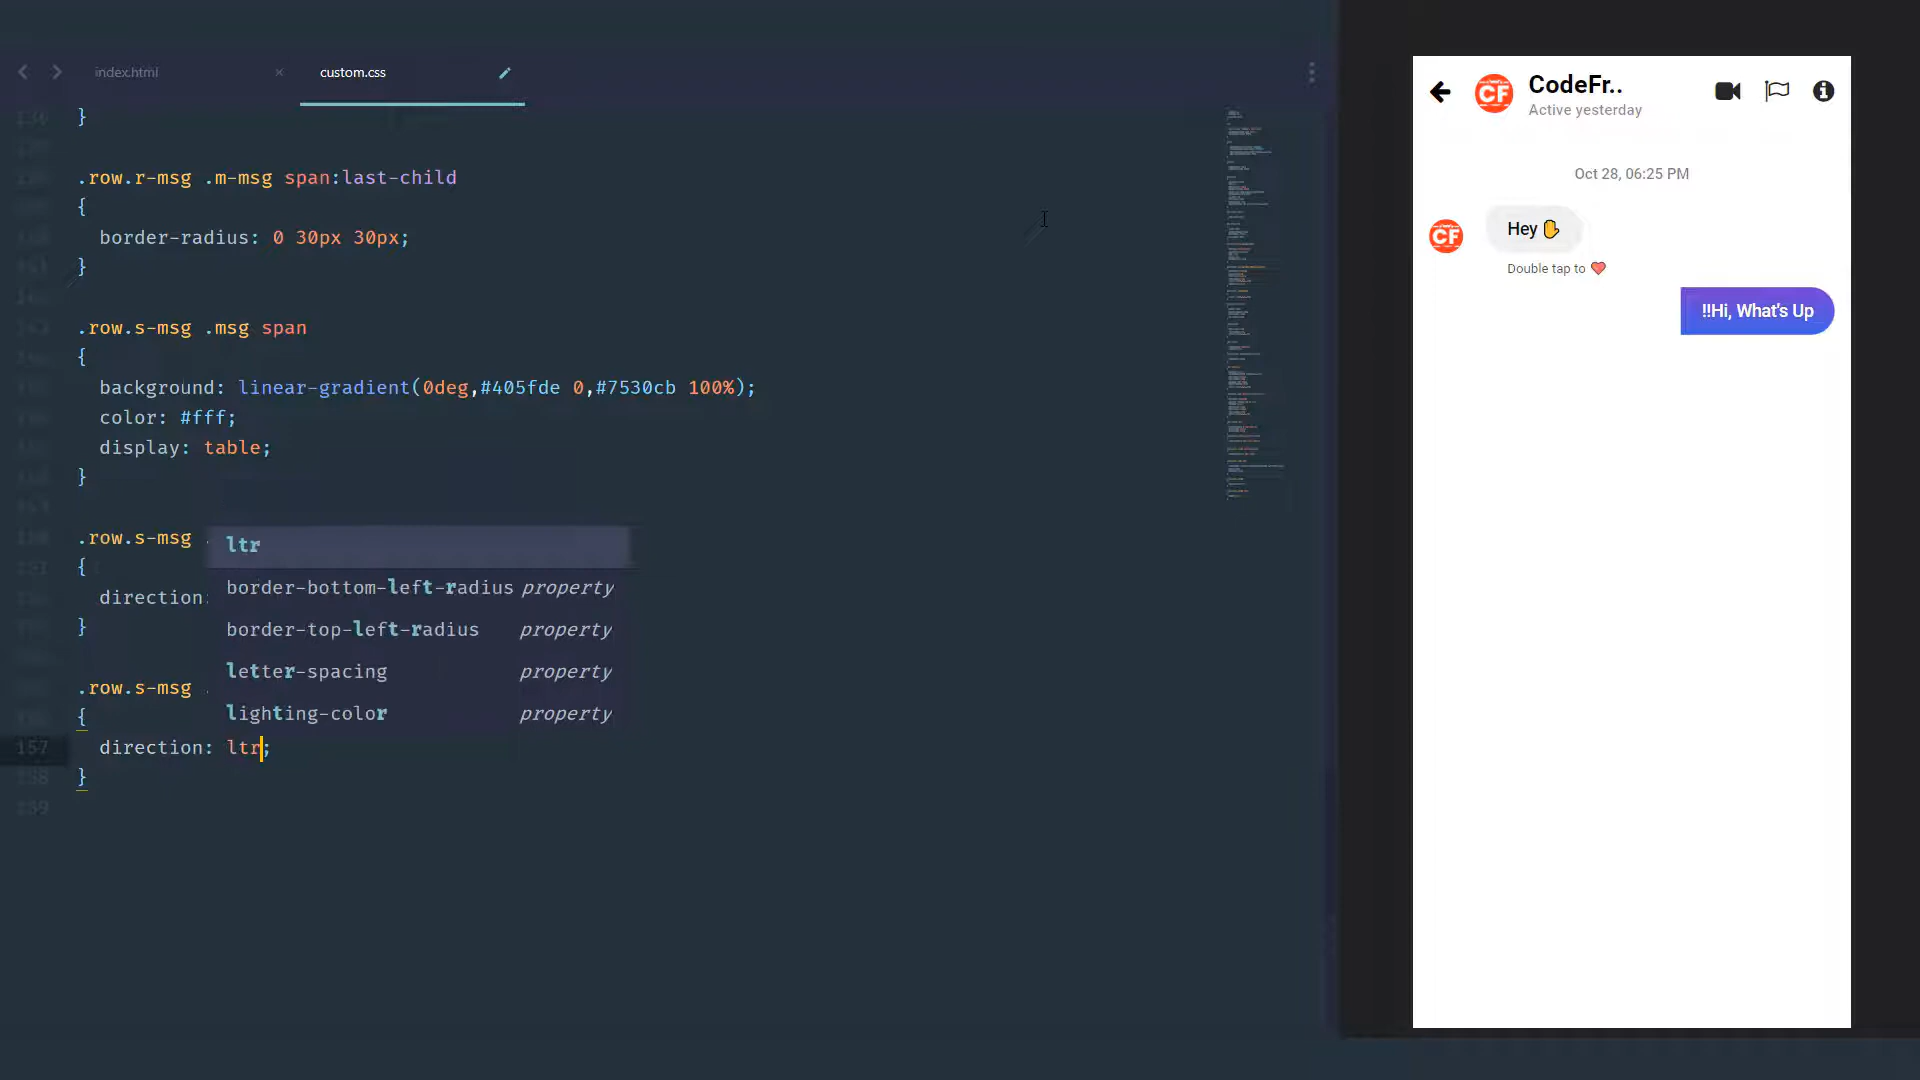 index.html
custom.css
}
.row.r-msg .m-msg span:last-child
{
border-radius: 0 30px 30px;
}
.row.s-msg .msg span
{
background: linear-gradient(0deg,#405fde 0,#7530cb 100%);
color: #fff;
display: table;
}
.row.s-msg .
{
direction:
}
.row.s-msg .
{
157 direction: ltr;
}
ltr
border-bottom-left-radius property
border-top-left-radius property
letter-spacing property
lighting-color property
CF
CodeFr..
Active yesterday
Oct 28, 06:25 PM
CF
Hey
Double tap to
!!Hi, What's Up